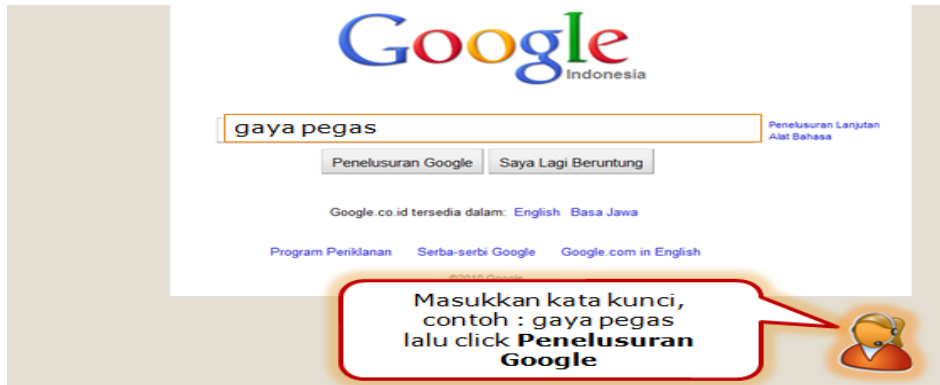 Google
Indonesia
gaya pegas
Penelusuran Lanjutan
Alat Bahasa
Penelusuran Google
Saya Lagi Beruntung
Google.co.id tersedia dalam: English Basa Jawa
Program Periklanan Serba-serbi Google Google.com in English
©2010 Google
Masukkan kata kunci,
contoh : gaya pegas
lalu click Penelusuran
Google